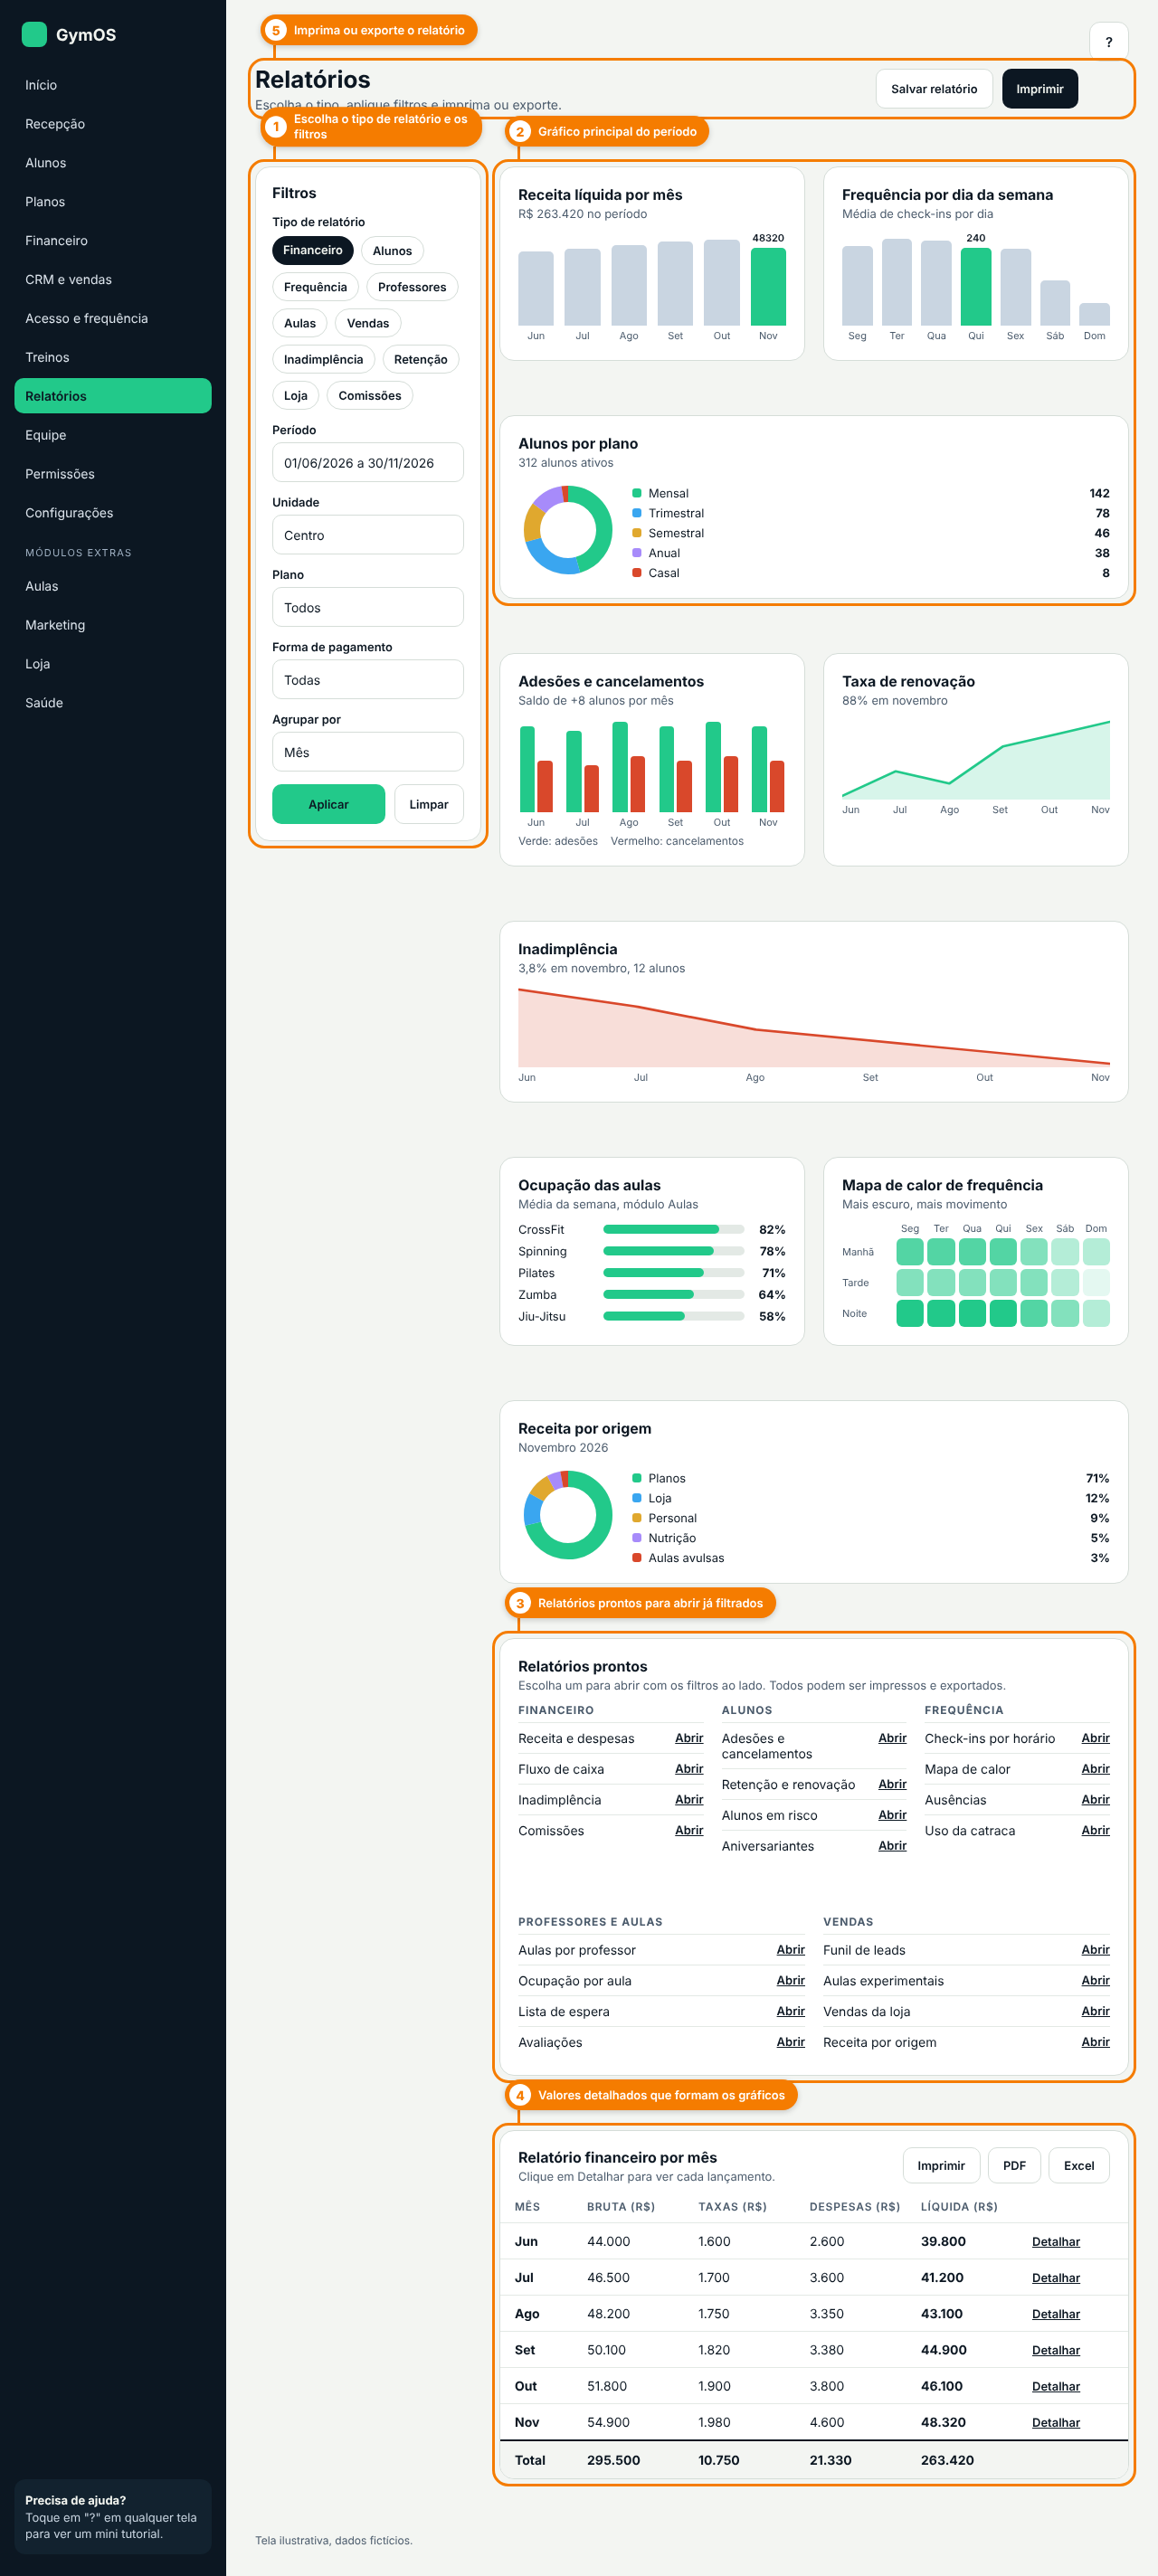 GymOS
Início
Recepção
Alunos
Planos
Financeiro
CRM e vendas
Acesso e frequência
Treinos
Relatórios
Equipe
Permissões
Configurações
MÓDULOS EXTRAS
Aulas
Marketing
Loja
Saúde
Precisa de ajuda?
Toque em "?" em qualquer tela
para ver um mini tutorial.
5 Imprima ou exporte o relatório
?
Relatórios
Escolha o tipo, aplique filtros e imprima ou exporte.
Salvar relatório
Imprimir
1 Escolha o tipo de relatório e os
filtros
2 Gráfico principal do período
Filtros
Tipo de relatório
Financeiro Alunos
Frequência Professores
Aulas Vendas
Inadimplência Retenção
Loja Comissões
Período
01/06/2026 a 30/11/2026
Unidade
Centro
Plano
Todos
Forma de pagamento
Todas
Agrupar por
Mês
Aplicar Limpar
Receita líquida por mês
R$ 263.420 no período
48320
Jun Jul Ago Set Out Nov
Frequência por dia da semana
Média de check-ins por dia
240
Seg Ter Qua Qui Sex Sáb Dom
Alunos por plano
312 alunos ativos
Mensal 142
Trimestral 78
Semestral 46
Anual 38
Casal 8
Adesões e cancelamentos
Saldo de +8 alunos por mês
Jun Jul Ago Set Out Nov
Verde: adesões Vermelho: cancelamentos
Taxa de renovação
88% em novembro
Jun Jul Ago Set Out Nov
Inadimplência
3,8% em novembro, 12 alunos
Jun Jul Ago Set Out Nov
Ocupação das aulas
Média da semana, módulo Aulas
CrossFit 82%
Spinning 78%
Pilates 71%
Zumba 64%
Jiu-Jitsu 58%
Mapa de calor de frequência
Mais escuro, mais movimento
Seg Ter Qua Qui Sex Sáb Dom
Manhã
Tarde
Noite
Receita por origem
Novembro 2026
Planos 71%
Loja 12%
Personal 9%
Nutrição 5%
Aulas avulsas 3%
3 Relatórios prontos para abrir já filtrados
Relatórios prontos
Escolha um para abrir com os filtros ao lado. Todos podem ser impressos e exportados.
FINANCEIRO
Receita e despesas Abrir
Fluxo de caixa Abrir
Inadimplência Abrir
Comissões Abrir
ALUNOS
Adesões e Abrir
cancelamentos
Retenção e renovação Abrir
Alunos em risco Abrir
Aniversariantes Abrir
FREQUÊNCIA
Check-ins por horário Abrir
Mapa de calor Abrir
Ausências Abrir
Uso da catraca Abrir
PROFESSORES E AULAS
Aulas por professor Abrir
Ocupação por aula Abrir
Lista de espera Abrir
Avaliações Abrir
VENDAS
Funil de leads Abrir
Aulas experimentais Abrir
Vendas da loja Abrir
Receita por origem Abrir
4 Valores detalhados que formam os gráficos
Relatório financeiro por mês
Clique em Detalhar para ver cada lançamento.
Imprimir PDF Excel
MÊS BRUTA (R$) TAXAS (R$) DESPESAS (R$) LÍQUIDA (R$)
Jun 44.000 1.600 2.600 39.800 Detalhar
Jul 46.500 1.700 3.600 41.200 Detalhar
Ago 48.200 1.750 3.350 43.100 Detalhar
Set 50.100 1.820 3.380 44.900 Detalhar
Out 51.800 1.900 3.800 46.100 Detalhar
Nov 54.900 1.980 4.600 48.320 Detalhar
Total 295.500 10.750 21.330 263.420
Tela ilustrativa, dados fictícios.